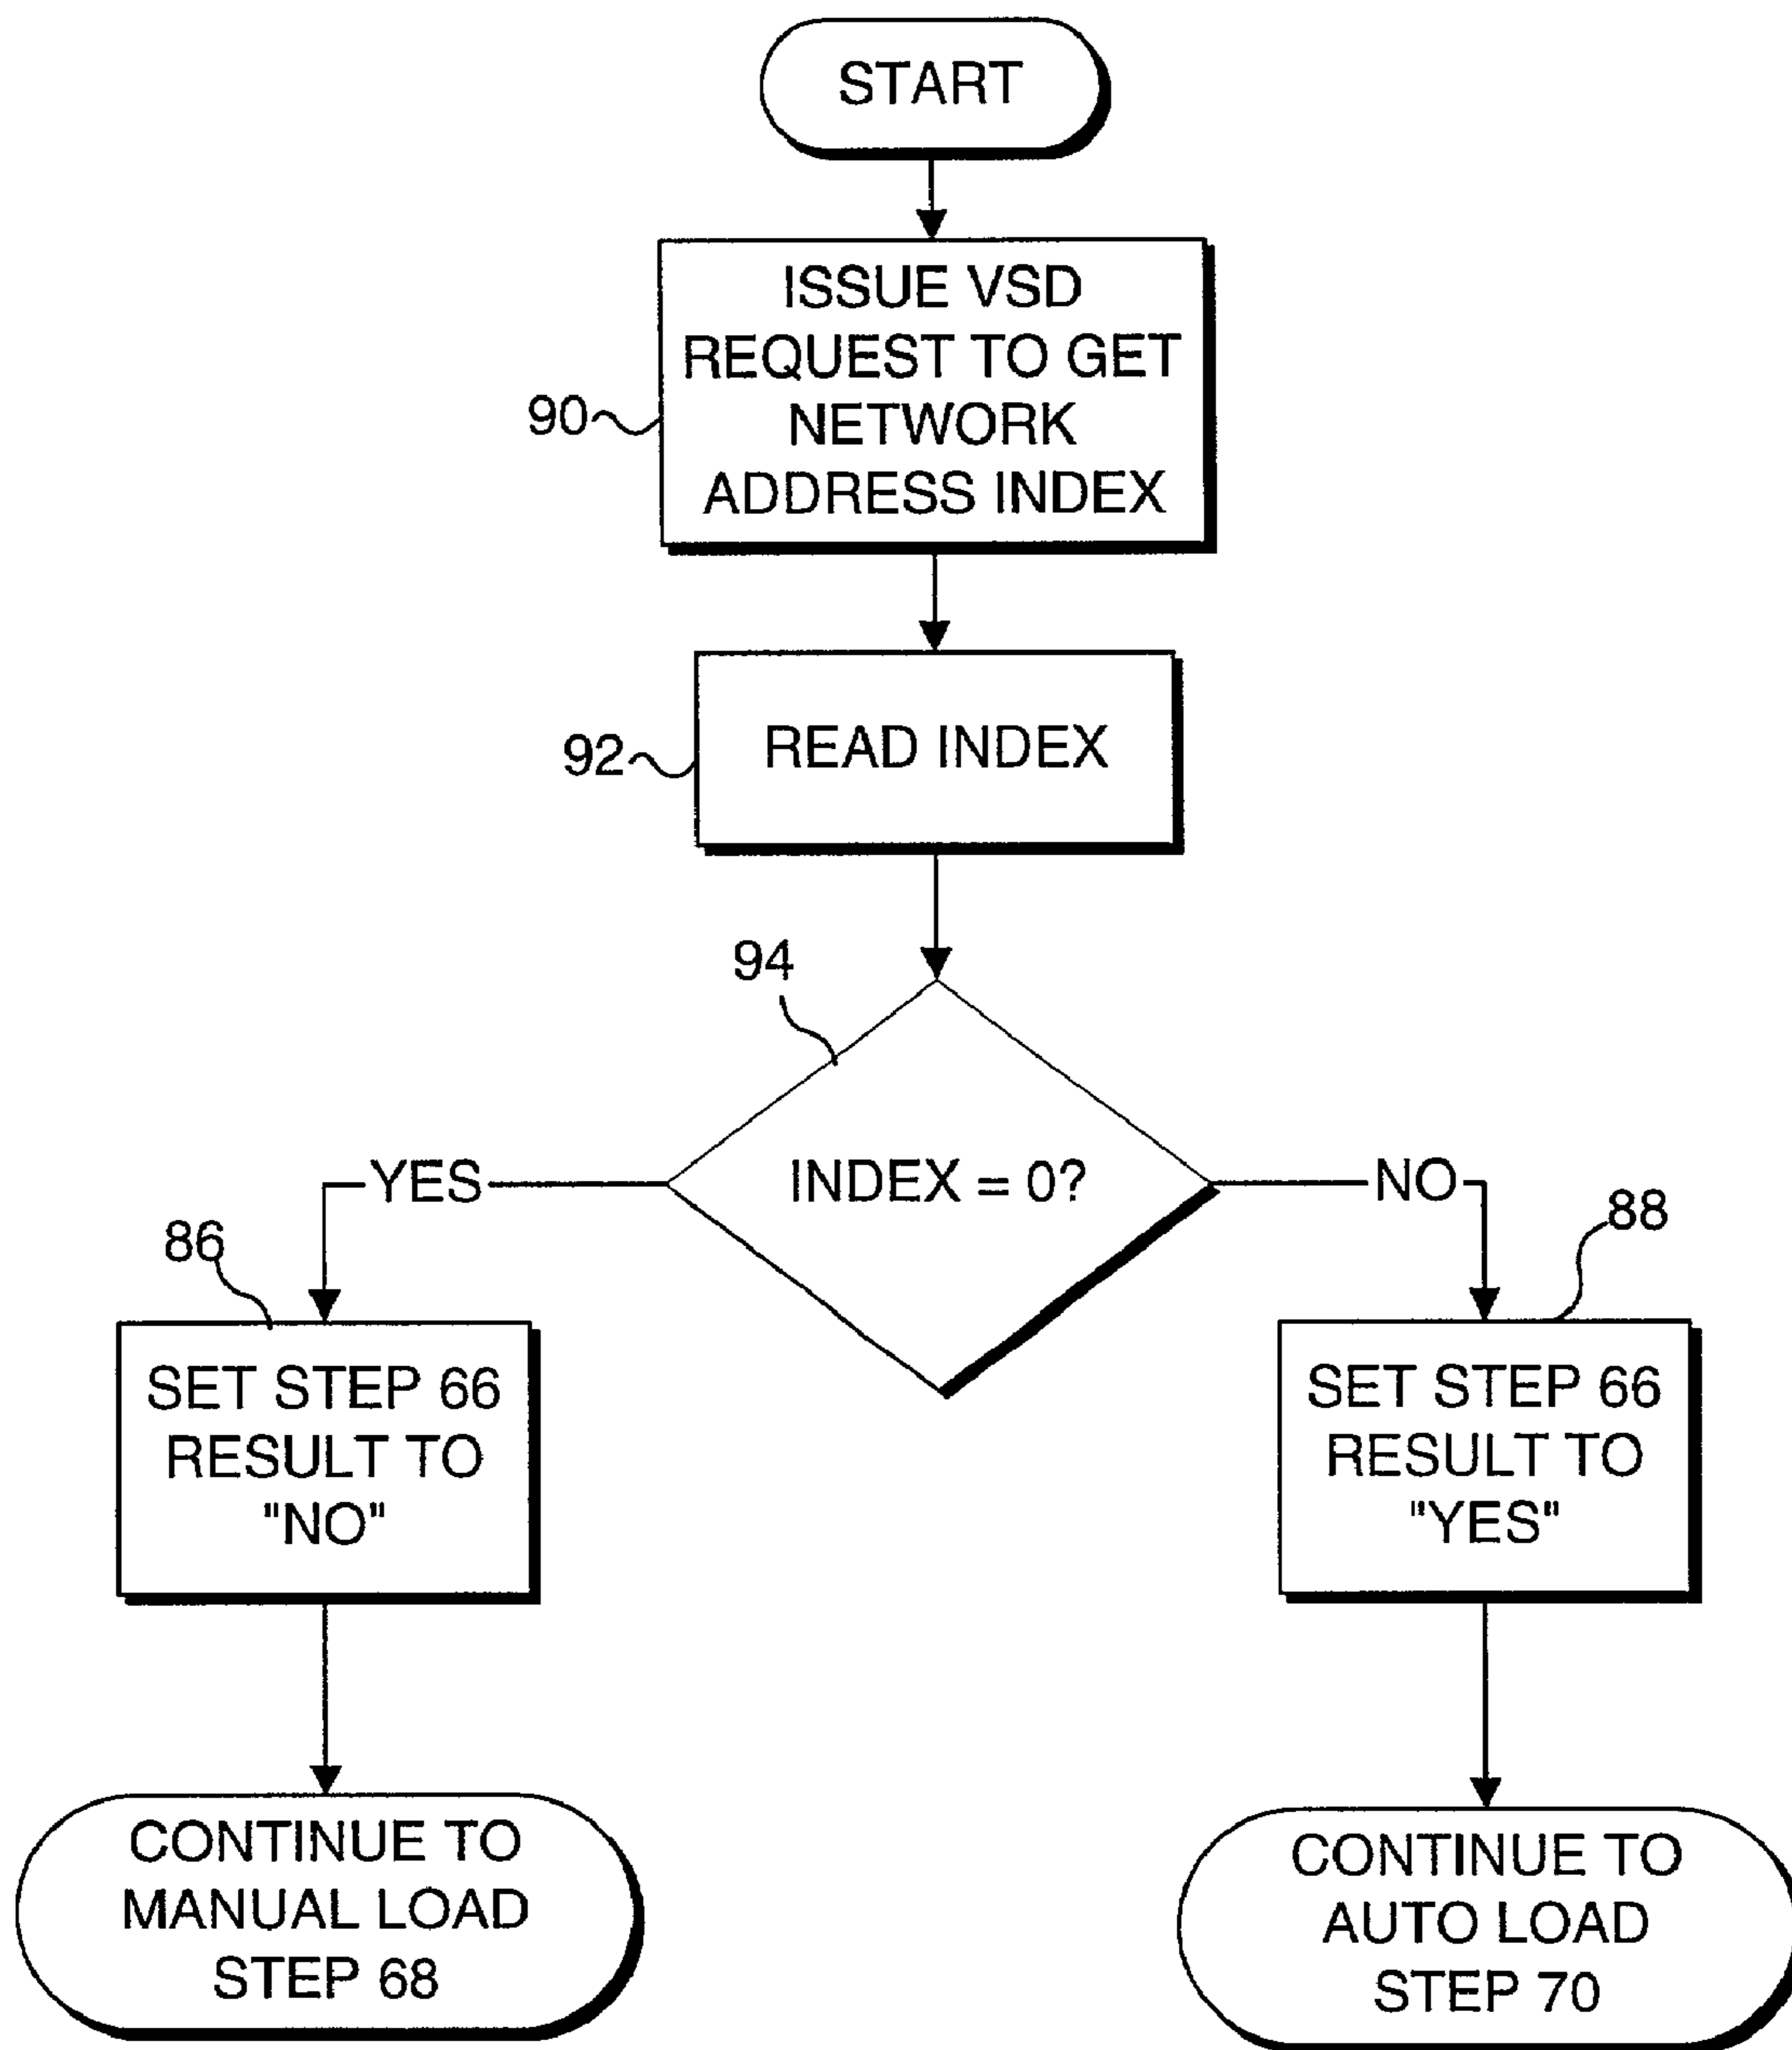 START
ISSUE VSD
REQUEST TO GET
NETWORK
ADDRESS INDEX
90
READ INDEX
92
94
INDEX = 0?
YES
NO
86
88
SET STEP 66
RESULT TO
"NO"
SET STEP 66
RESULT TO
"YES"
CONTINUE TO
MANUAL LOAD
STEP 68
CONTINUE TO
AUTO LOAD
STEP 70